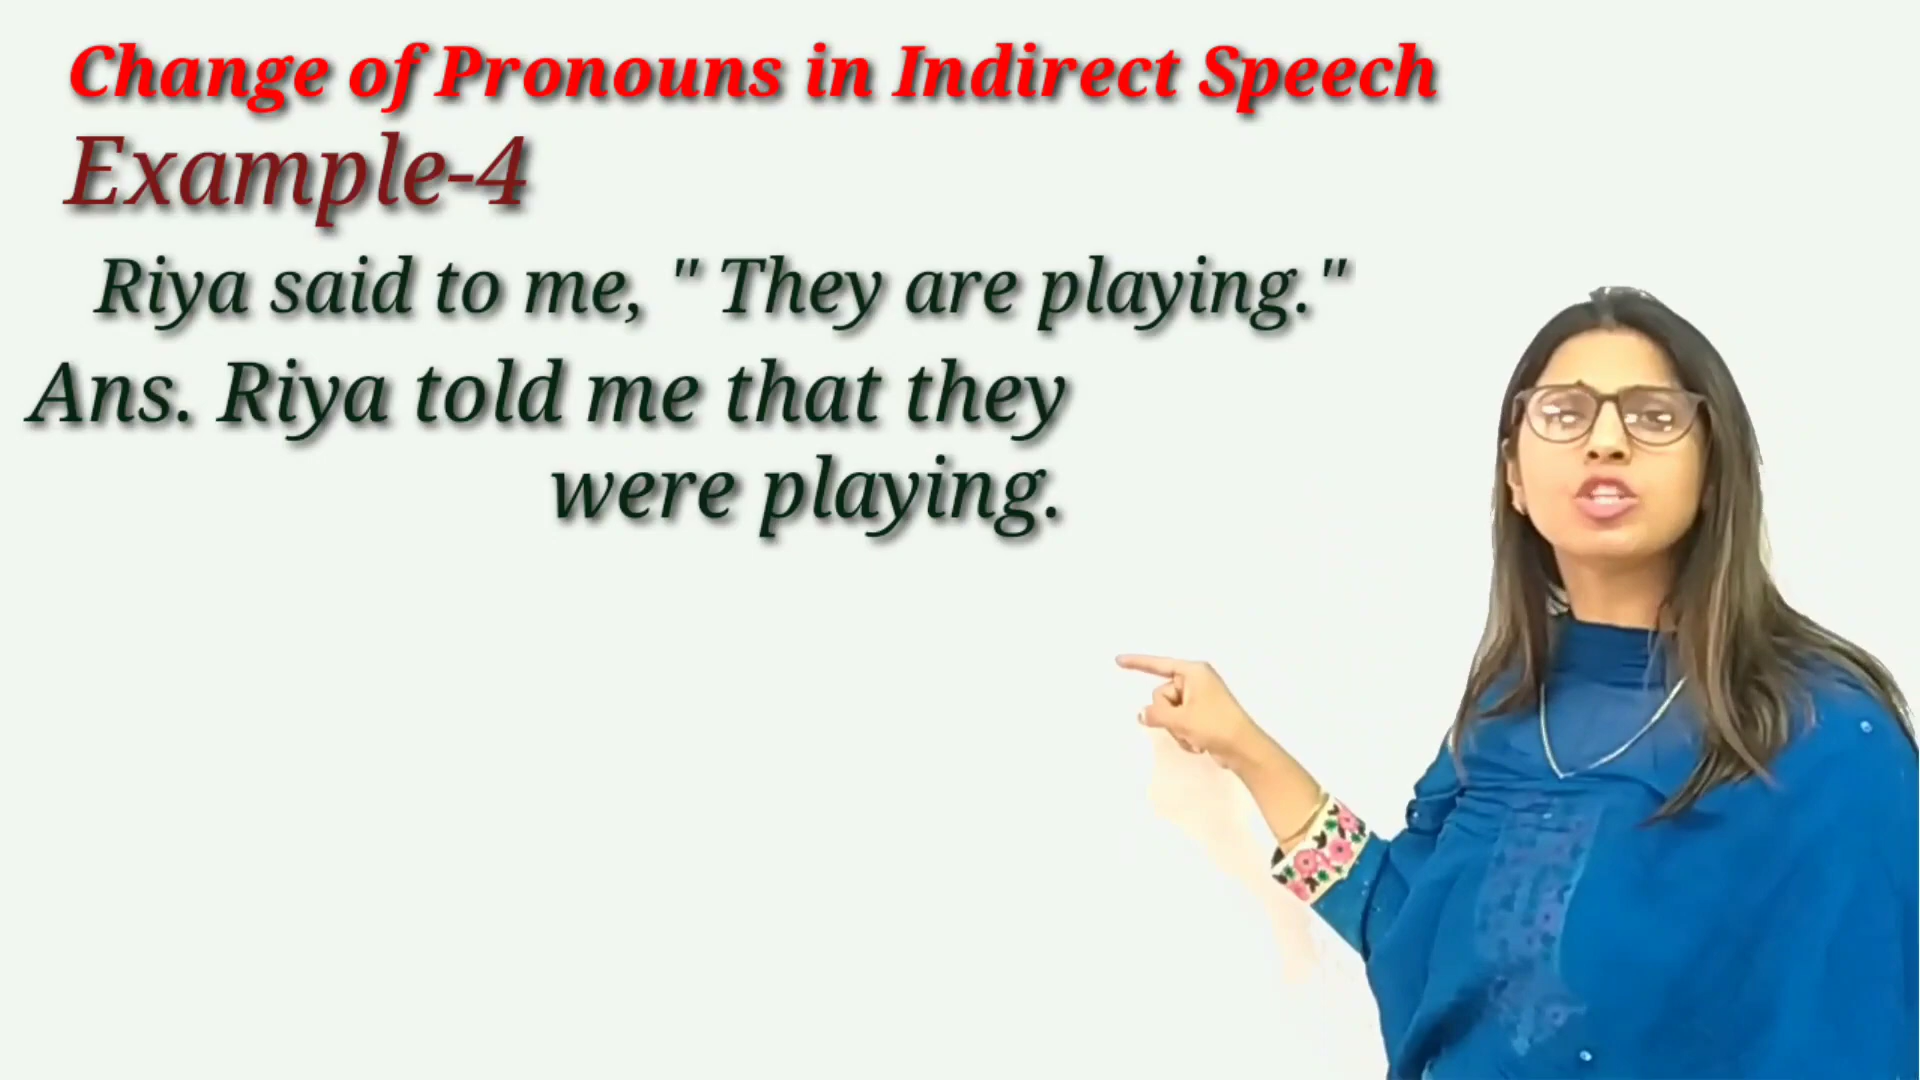 Change of Pronouns in Indirect Speech
Example-4
Riya said to me, " They are playing."
Ans. Riya told me that they
were playing.